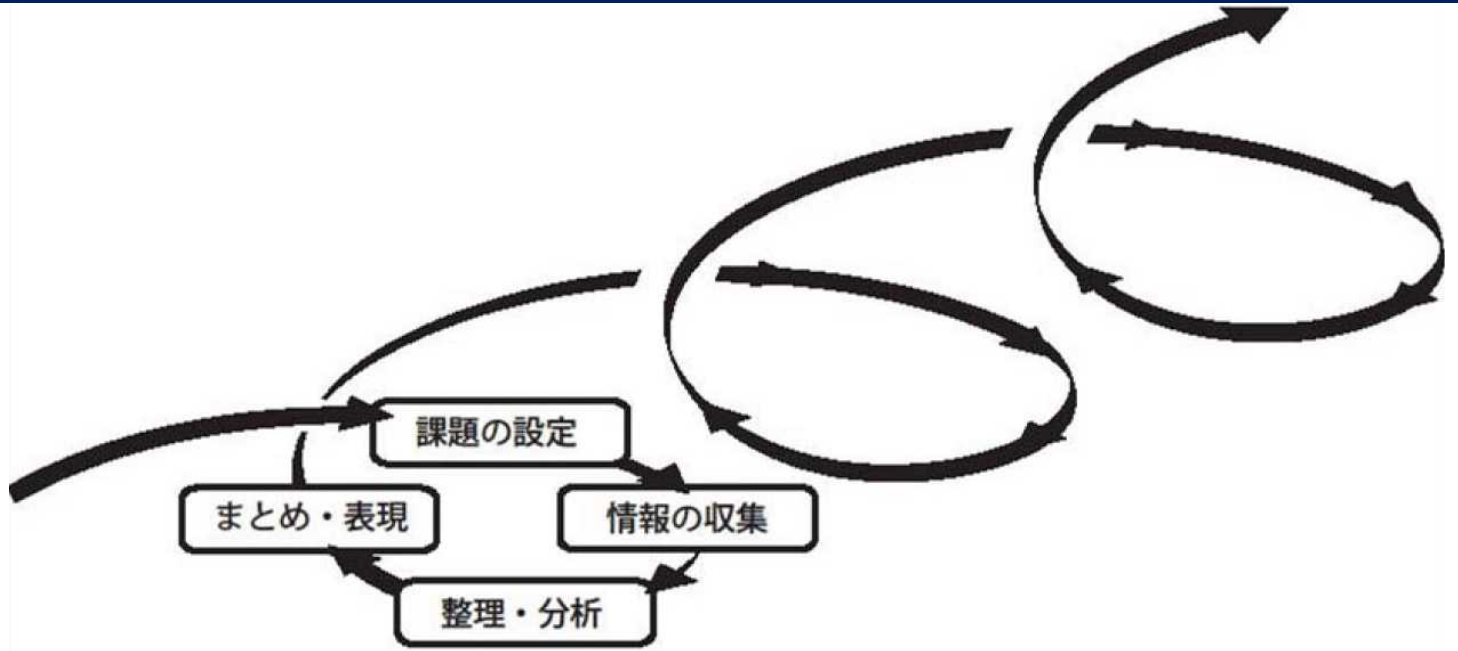 課題の設定
情報の収集
整理・分析
まとめ・表現